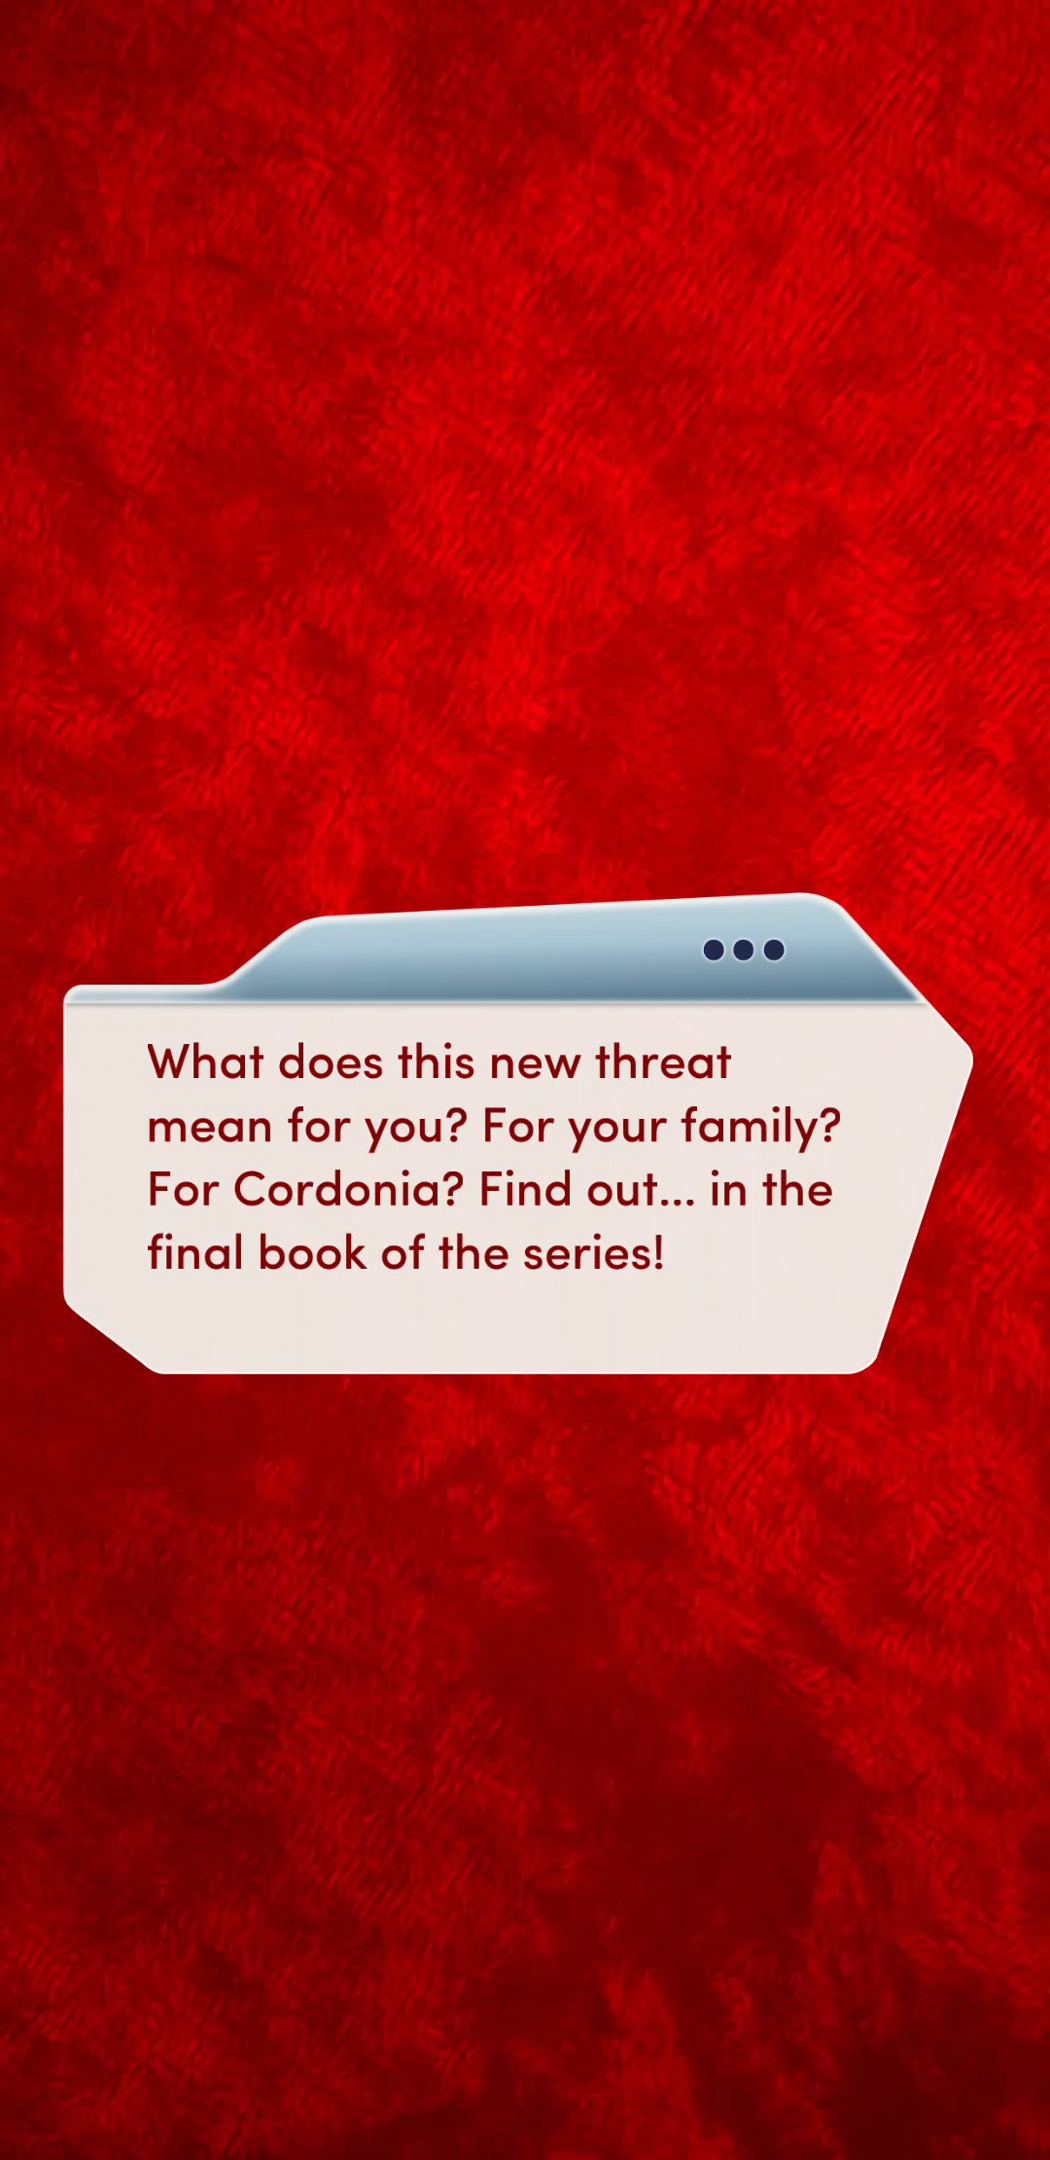 What does this new threat
mean for you? For your family?
For Cordonia? Find out... in the
final book of the series!